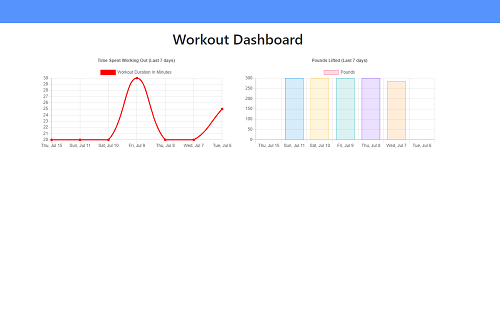 Workout Dashboard
Time Spent Working Out (Last 7 days)
Workout Duration in Minutes
30
29
28
27
26
25
24
23
22
21
20
Thu, Jul 15 Sun, Jul 11 Sat, Jul 10 Fri, Jul 9 Thu, Jul 8 Wed, Jul 7 Tue, Jul 6
Pounds Lifted (Last 7 days)
Pounds
300
250
200
150
100
50
0
Thu, Jul 15 Sun, Jul 11 Sat, Jul 10 Fri, Jul 9 Thu, Jul 8 Wed, Jul 7 Tue, Jul 6